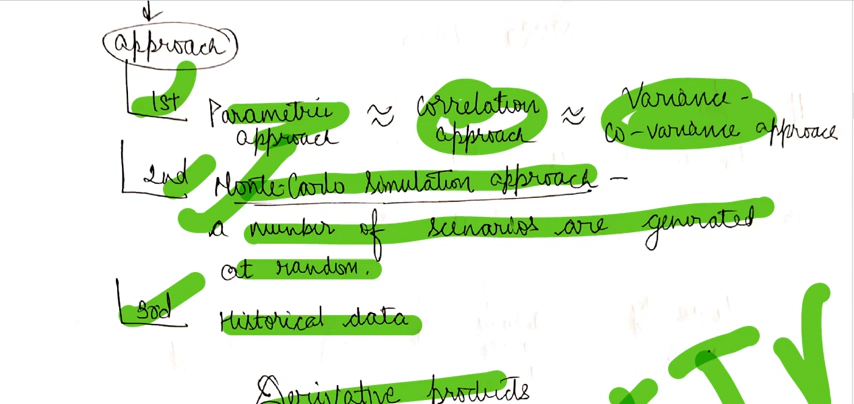 approach
1st Parametric approach ≈ Correlation approach ≈ Variance - co-variance approace
2nd Monte-Carlo Simulation approach -
a number of scenarios are generated
at random.
3rd Historical data
Derivative products